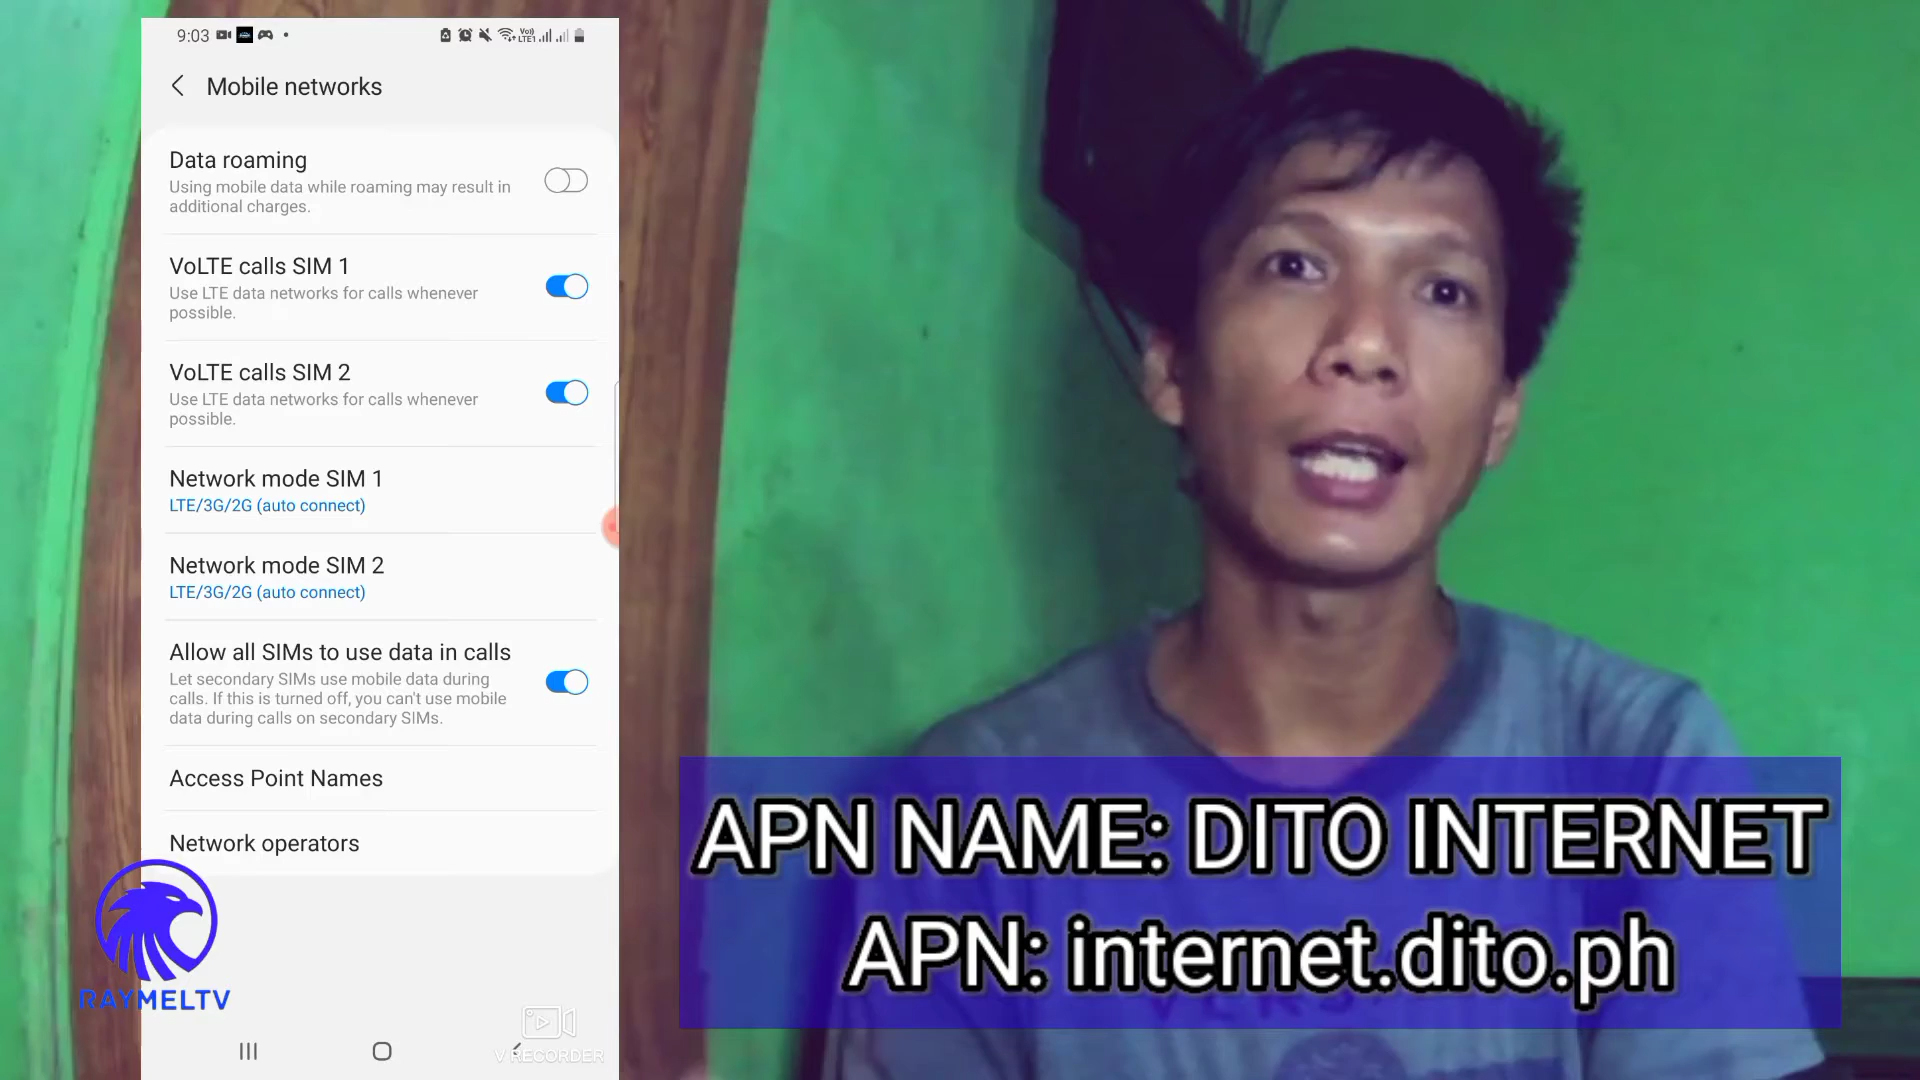 9:03
Mobile networks
Data roaming
Using mobile data while roaming may result in
additional charges.
VoLTE calls SIM 1
Use LTE data networks for calls whenever
possible.
VoLTE calls SIM 2
Use LTE data networks for calls whenever
possible.
Network mode SIM 1
LTE/3G/2G (auto connect)
Network mode SIM 2
LTE/3G/2G (auto connect)
Allow all SIMs to use data in calls
Let secondary SIMs use mobile data during
calls. If this is turned off, you can't use mobile
data during calls on secondary SIMs.
Access Point Names
Network operators
RAYMELTV
V RECORDER
APN NAME: DITO INTERNET
APN: internet.dito.ph